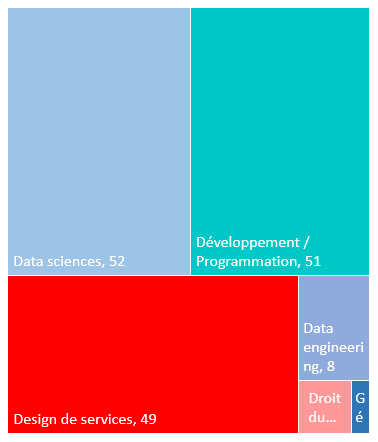 Data sciences, 52
Développement /
Programmation, 51
Design de services, 49
Data
engineeri
ng, 8
Droit
du...
G
é